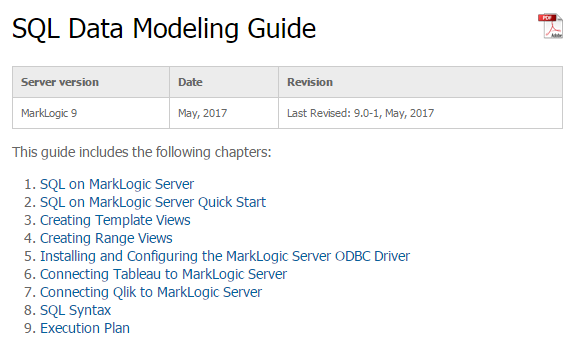 SQL Data Modeling Guide
PDF
Adobe
Server version Date Revision
MarkLogic 9 May, 2017 Last Revised: 9.0-1, May, 2017
This guide includes the following chapters:
1. SQL on MarkLogic Server
2. SQL on MarkLogic Server Quick Start
3. Creating Template Views
4. Creating Range Views
5. Installing and Configuring the MarkLogic Server ODBC Driver
6. Connecting Tableau to MarkLogic Server
7. Connecting Qlik to MarkLogic Server
8. SQL Syntax
9. Execution Plan